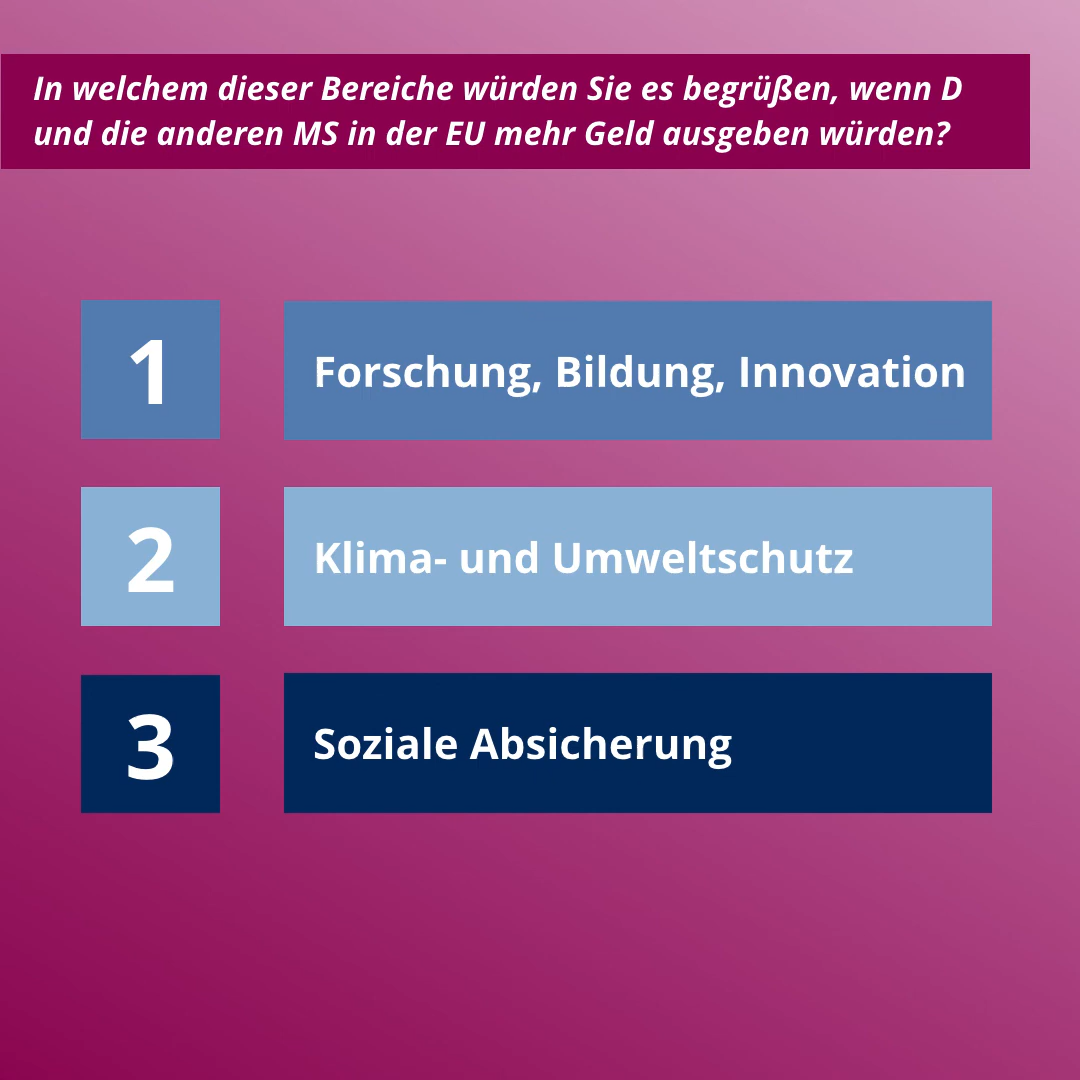 In welchem dieser Bereiche würden Sie es begrüßen, wenn D
und die anderen MS in der EU mehr Geld ausgeben würden?
1
Forschung, Bildung, Innovation
2
Klima- und Umweltschutz
3
Soziale Absicherung